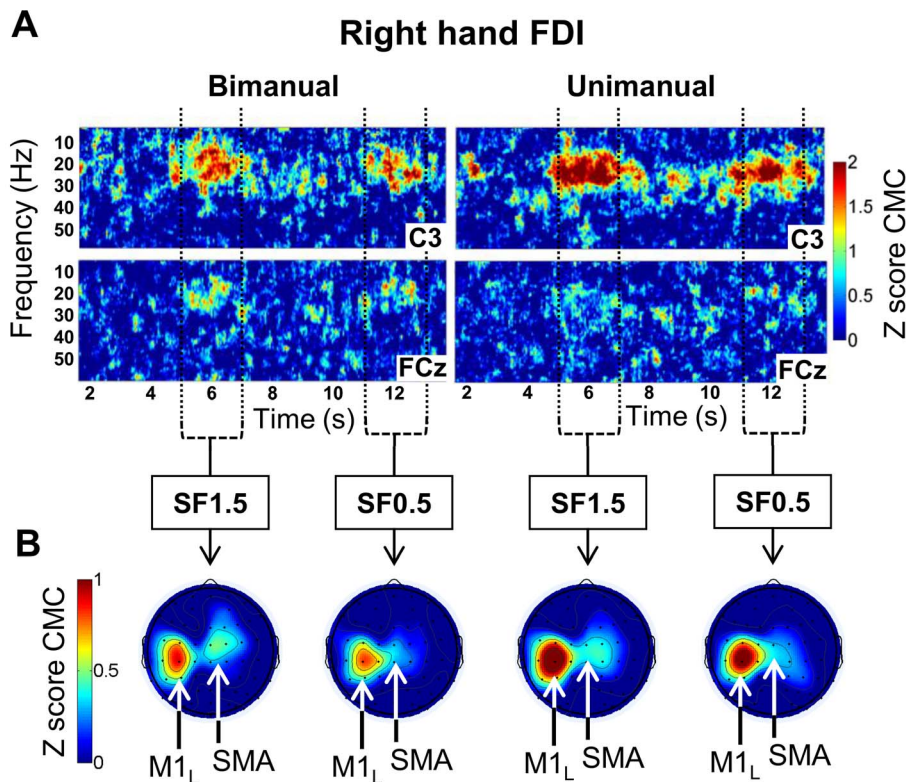 A
Right hand FDI
Bimanual Unimanual
Frequency (Hz)
10
20
30
40
50
C3 C3
10
20
30
40
50
FCz FCz
2 4 6 8 10 12 2 4 6 8 10 12
Time (s) Time (s)
2
1.5
1
0.5
0
Z score CMC
SF1.5 SF0.5 SF1.5 SF0.5
B
Z score CMC
1
0.5
0
M1L SMA M1L SMA M1L SMA M1L SMA